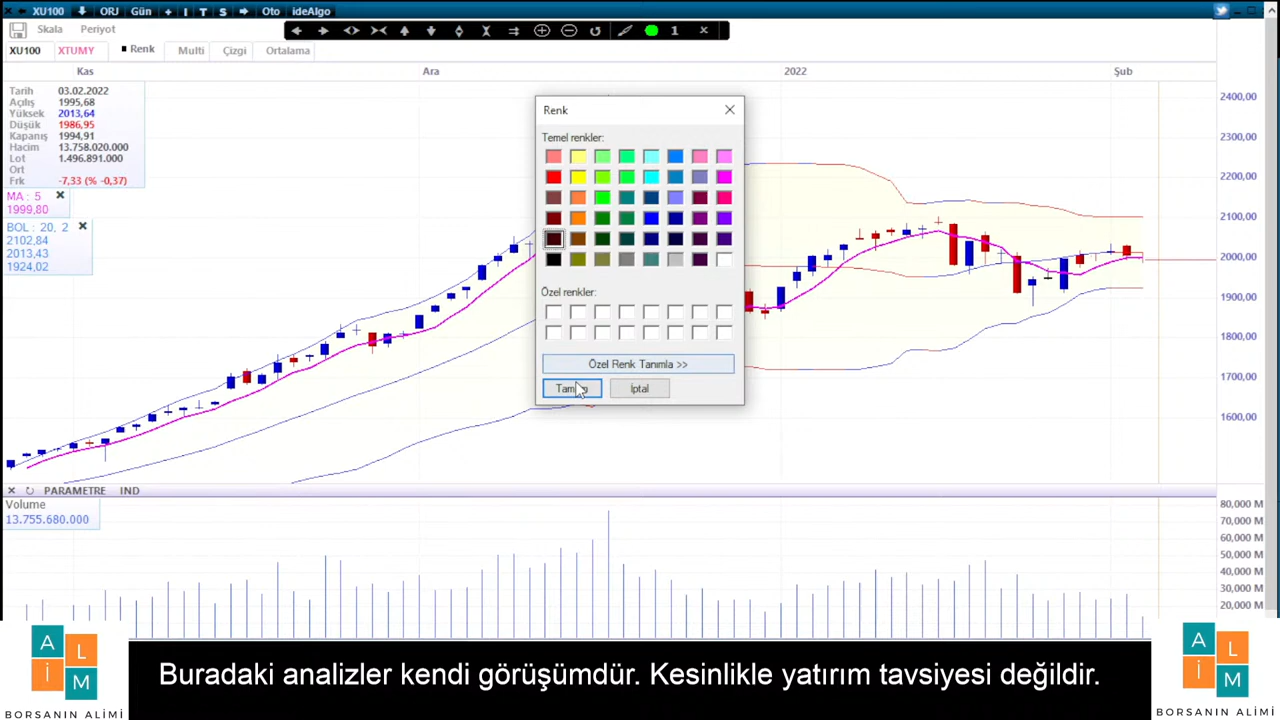 XU100 ORJ Gün + İ T S Oto ideAlgo
Skala Periyot
1 x
XU100 XTUMY Renk Multi Çizgi Ortalama
Kas Ara 2022 Şub
Tarih 03.02.2022
Açılış 1995,68
Yüksek 2013,64
Düşük 1986,95
Kapanış 1994,91
Hacim 13.758.020.000
Lot 1.496.891.000
Ort
Frk -7,33 (% -0,37)
MA : 5
1999,80
BOL : 20, 2
2102,84
2013,43
1924,02
Renk
Temel renkler:
Özel renkler:
Özel Renk Tanımla >>
İptal
2400,00
2300,00
2200,00
2100,00
2000,00
1900,00
1800,00
1700,00
1600,00
PARAMETRE IND
Volume
13.755.680.000
80,000 M
70,000 M
60,000 M
50,000 M
40,000 M
30,000 M
20,000 M
A L
İ M
BORSANIN ALİMİ
Buradaki analizler kendi görüşümdür. Kesinlikle yatırım tavsiyesi değildir.
A L
İ M
BORSANIN ALİMİ